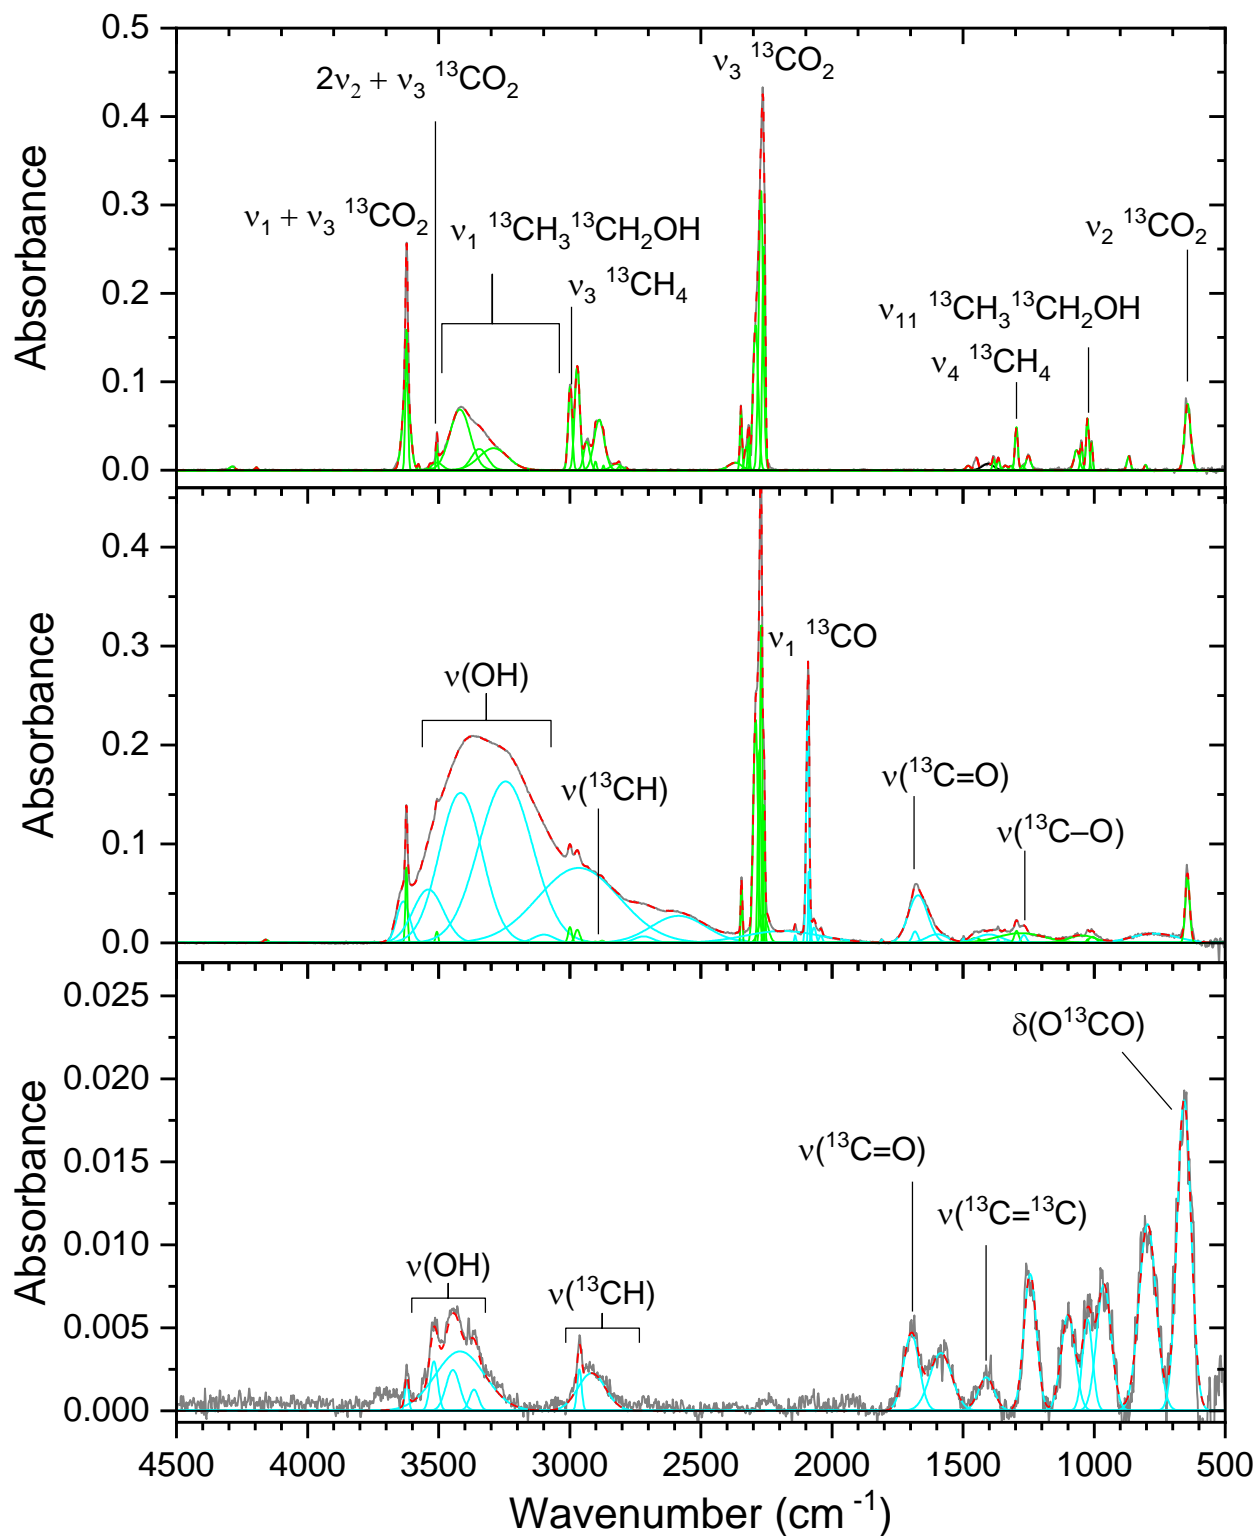 0.5
2ν₂ + ν₃ ¹³CO₂
ν₃ ¹³CO₂
0.4
0.3
ν₁ + ν₃ ¹³CO₂
ν₁ ¹³CH₃¹³CH₂OH
ν₂ ¹³CO₂
ν₃ ¹³CH₄
ν₁₁ ¹³CH₃¹³CH₂OH
0.2
ν₄ ¹³CH₄
0.1
0.0
Absorbance
0.4
0.3
ν₁ ¹³CO
ν(OH)
0.2
ν(¹³CH)
ν(¹³C=O)
ν(¹³C–O)
0.1
0.0
Absorbance
0.025
δ(O¹³CO)
0.020
0.015
ν(¹³C=O)
ν(¹³C=¹³C)
0.010
ν(OH)
ν(¹³CH)
0.005
0.000
Absorbance
4500 4000 3500 3000 2500 2000 1500 1000 500
Wavenumber (cm ⁻¹)